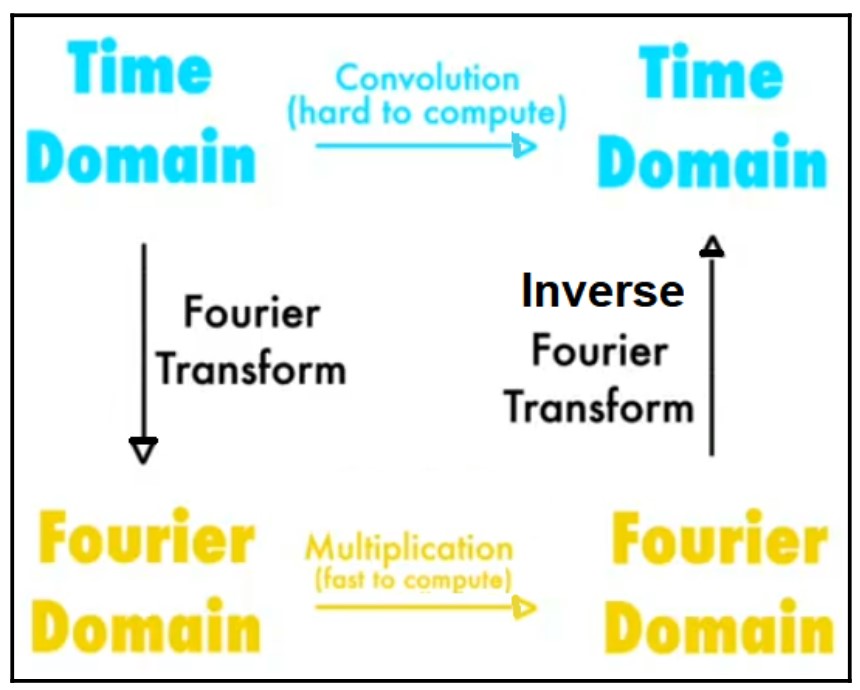 Time
Domain
Convolution
(hard to compute)
Time
Domain
Fourier
Transform
Inverse
Fourier
Transform
Fourier
Domain
Multiplication
(fast to compute)
Fourier
Domain